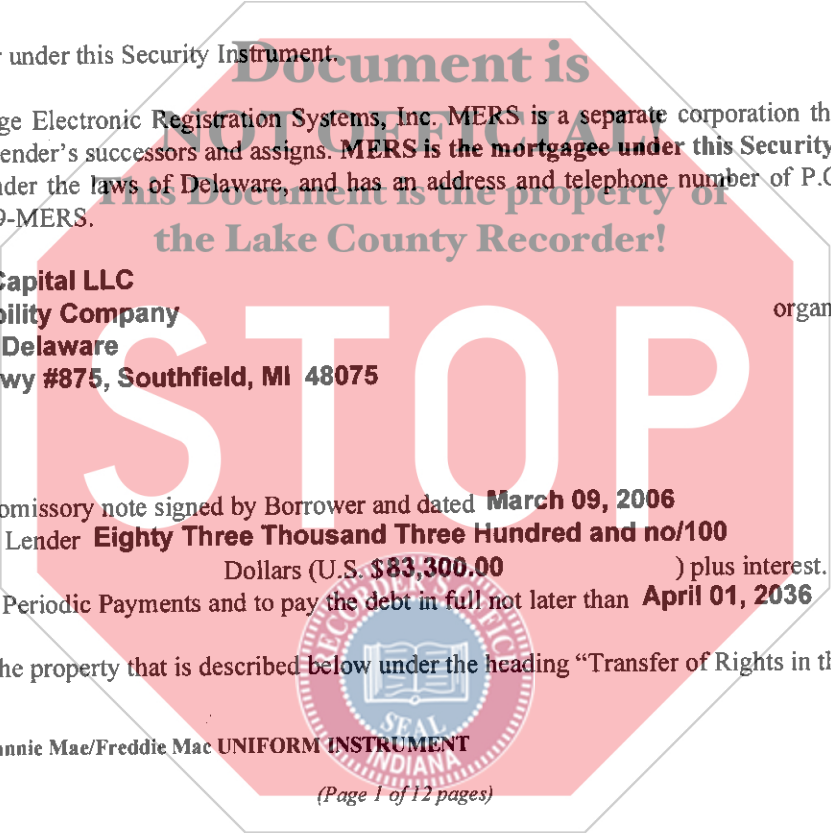 r under this Security Instrument.
Document is
NOT OFFICIAL!
ge Electronic Registration Systems, Inc. MERS is a separate corporation th
ender's successors and assigns. MERS is the mortgagee under this Security
nder the laws of Delaware, and has an address and telephone number of P.O
This Document is the property of
9-MERS.
the Lake County Recorder!
Capital LLC
bility Company organ
Delaware
wy #875, Southfield, MI 48075
STOP
omissory note signed by Borrower and dated March 09, 2006
Lender Eighty Three Thousand Three Hundred and no/100
Dollars (U.S. $83,300.00 ) plus interest.
Periodic Payments and to pay the debt in full not later than April 01, 2036
he property that is described below under the heading “Transfer of Rights in th
RECORDER'S OFFICE
SEAL
INDIANA
nnie Mae/Freddie Mac UNIFORM INSTRUMENT
(Page 1 of 12 pages)